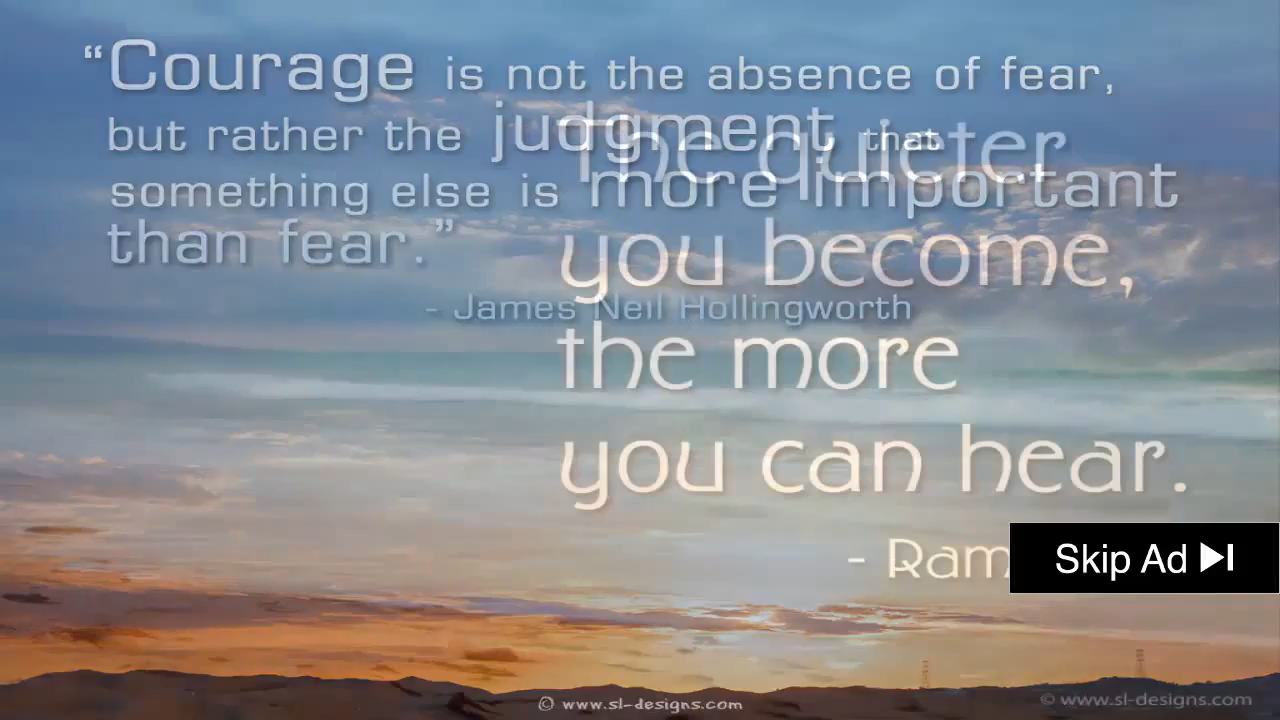 “Courage is not the absence of fear,
but rather the judgment, that
something else is more important
than fear.”
- James Neil Hollingworth
The quieter
you become,
the more
you can hear.
- Ram
Skip Ad
© www.sl-designs.com
© www.sl-designs.com